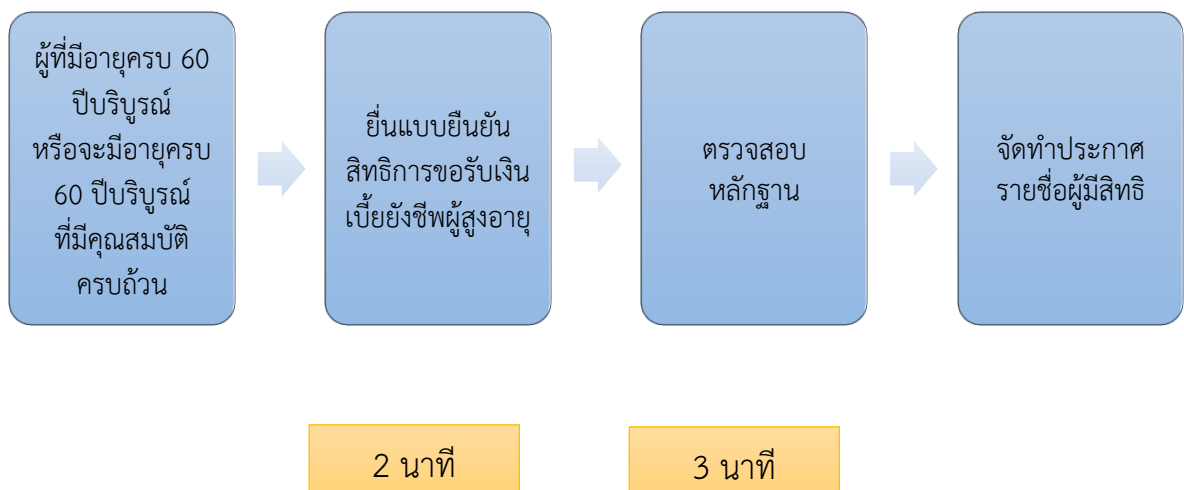 ผู้ที่มีอายุครบ 60
ปีบริบูรณ์
หรือจะมีอายุครบ
60 ปีบริบูรณ์
ที่มีคุณสมบัติ
ครบถ้วน
ยื่นแบบยืนยัน
สิทธิการขอรับเงิน
เบี้ยยังชีพผู้สูงอายุ
ตรวจสอบ
หลักฐาน
จัดทำประกาศ
รายชื่อผู้มีสิทธิ
2 นาที
3 นาที